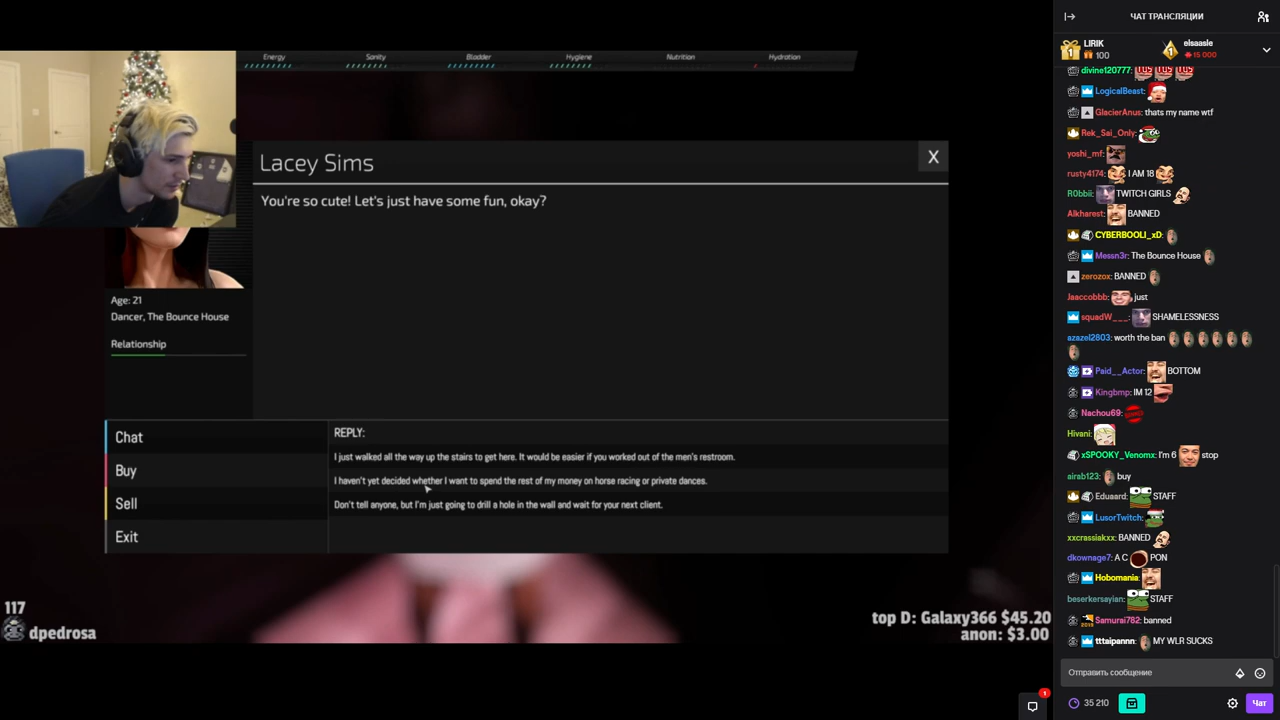 Energy
Sanity
Bladder
Hygiene
Nutrition
Hydration
Lacey Sims
X
You're so cute! Let's just have some fun, okay?
Age: 21
Dancer, The Bounce House
Relationship
Chat
Buy
Sell
Exit
REPLY:
I just walked all the way up the stairs to get here. It would be easier if you worked out of the men's restroom.
I haven't yet decided whether I want to spend the rest of my money on horse racing or private dances.
Don't tell anyone, but I'm just going to drill a hole in the wall and wait for your next client.
117
dpedrosa
top D: Galaxy366 $45.20
anon: $3.00
ЧАТ ТРАНСЛЯЦИИ
1 LIRIK
100
1 elsaasle
15 000
divine120777:
LogicalBeast:
GlacierAnus: thats my name wtf
Rek_Sai_Only:
yoshi_mf:
rusty4174: I AM 18
R0bbii: TWITCH GIRLS
Alkharest: BANNED
CYBERBOOLI_xD:
Messn3r: The Bounce House
zerozox: BANNED
Jaaccobbb: just
squadW___: SHAMELESSNESS
azazel2803: worth the ban
Paid__Actor: BOTTOM
Kingbmp: IM 12
Nachou69:
Hivani:
xSPOOKY_Venomx: I'm 6 stop
airab123: buy
Eduaard: STAFF
LusorTwitch:
xxcrassiakxx: BANNED
dkownage7: A C PON
Hobomania:
beserkersayian: STAFF
Samurai782: banned
tttaipannn: MY WLR SUCKS
Отправить сообщение
1
35 210
Чат